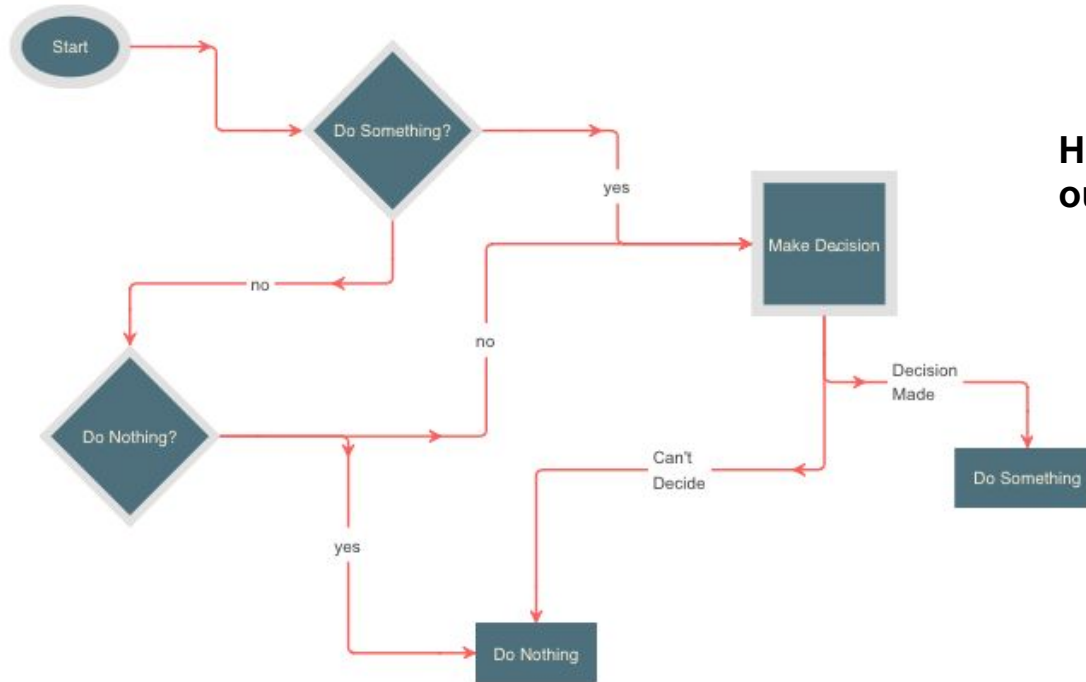 Start
Do Something?
yes
Make Decision
no
no
Do Nothing?
Decision
Made
Can't
Decide
Do Something
yes
Do Nothing